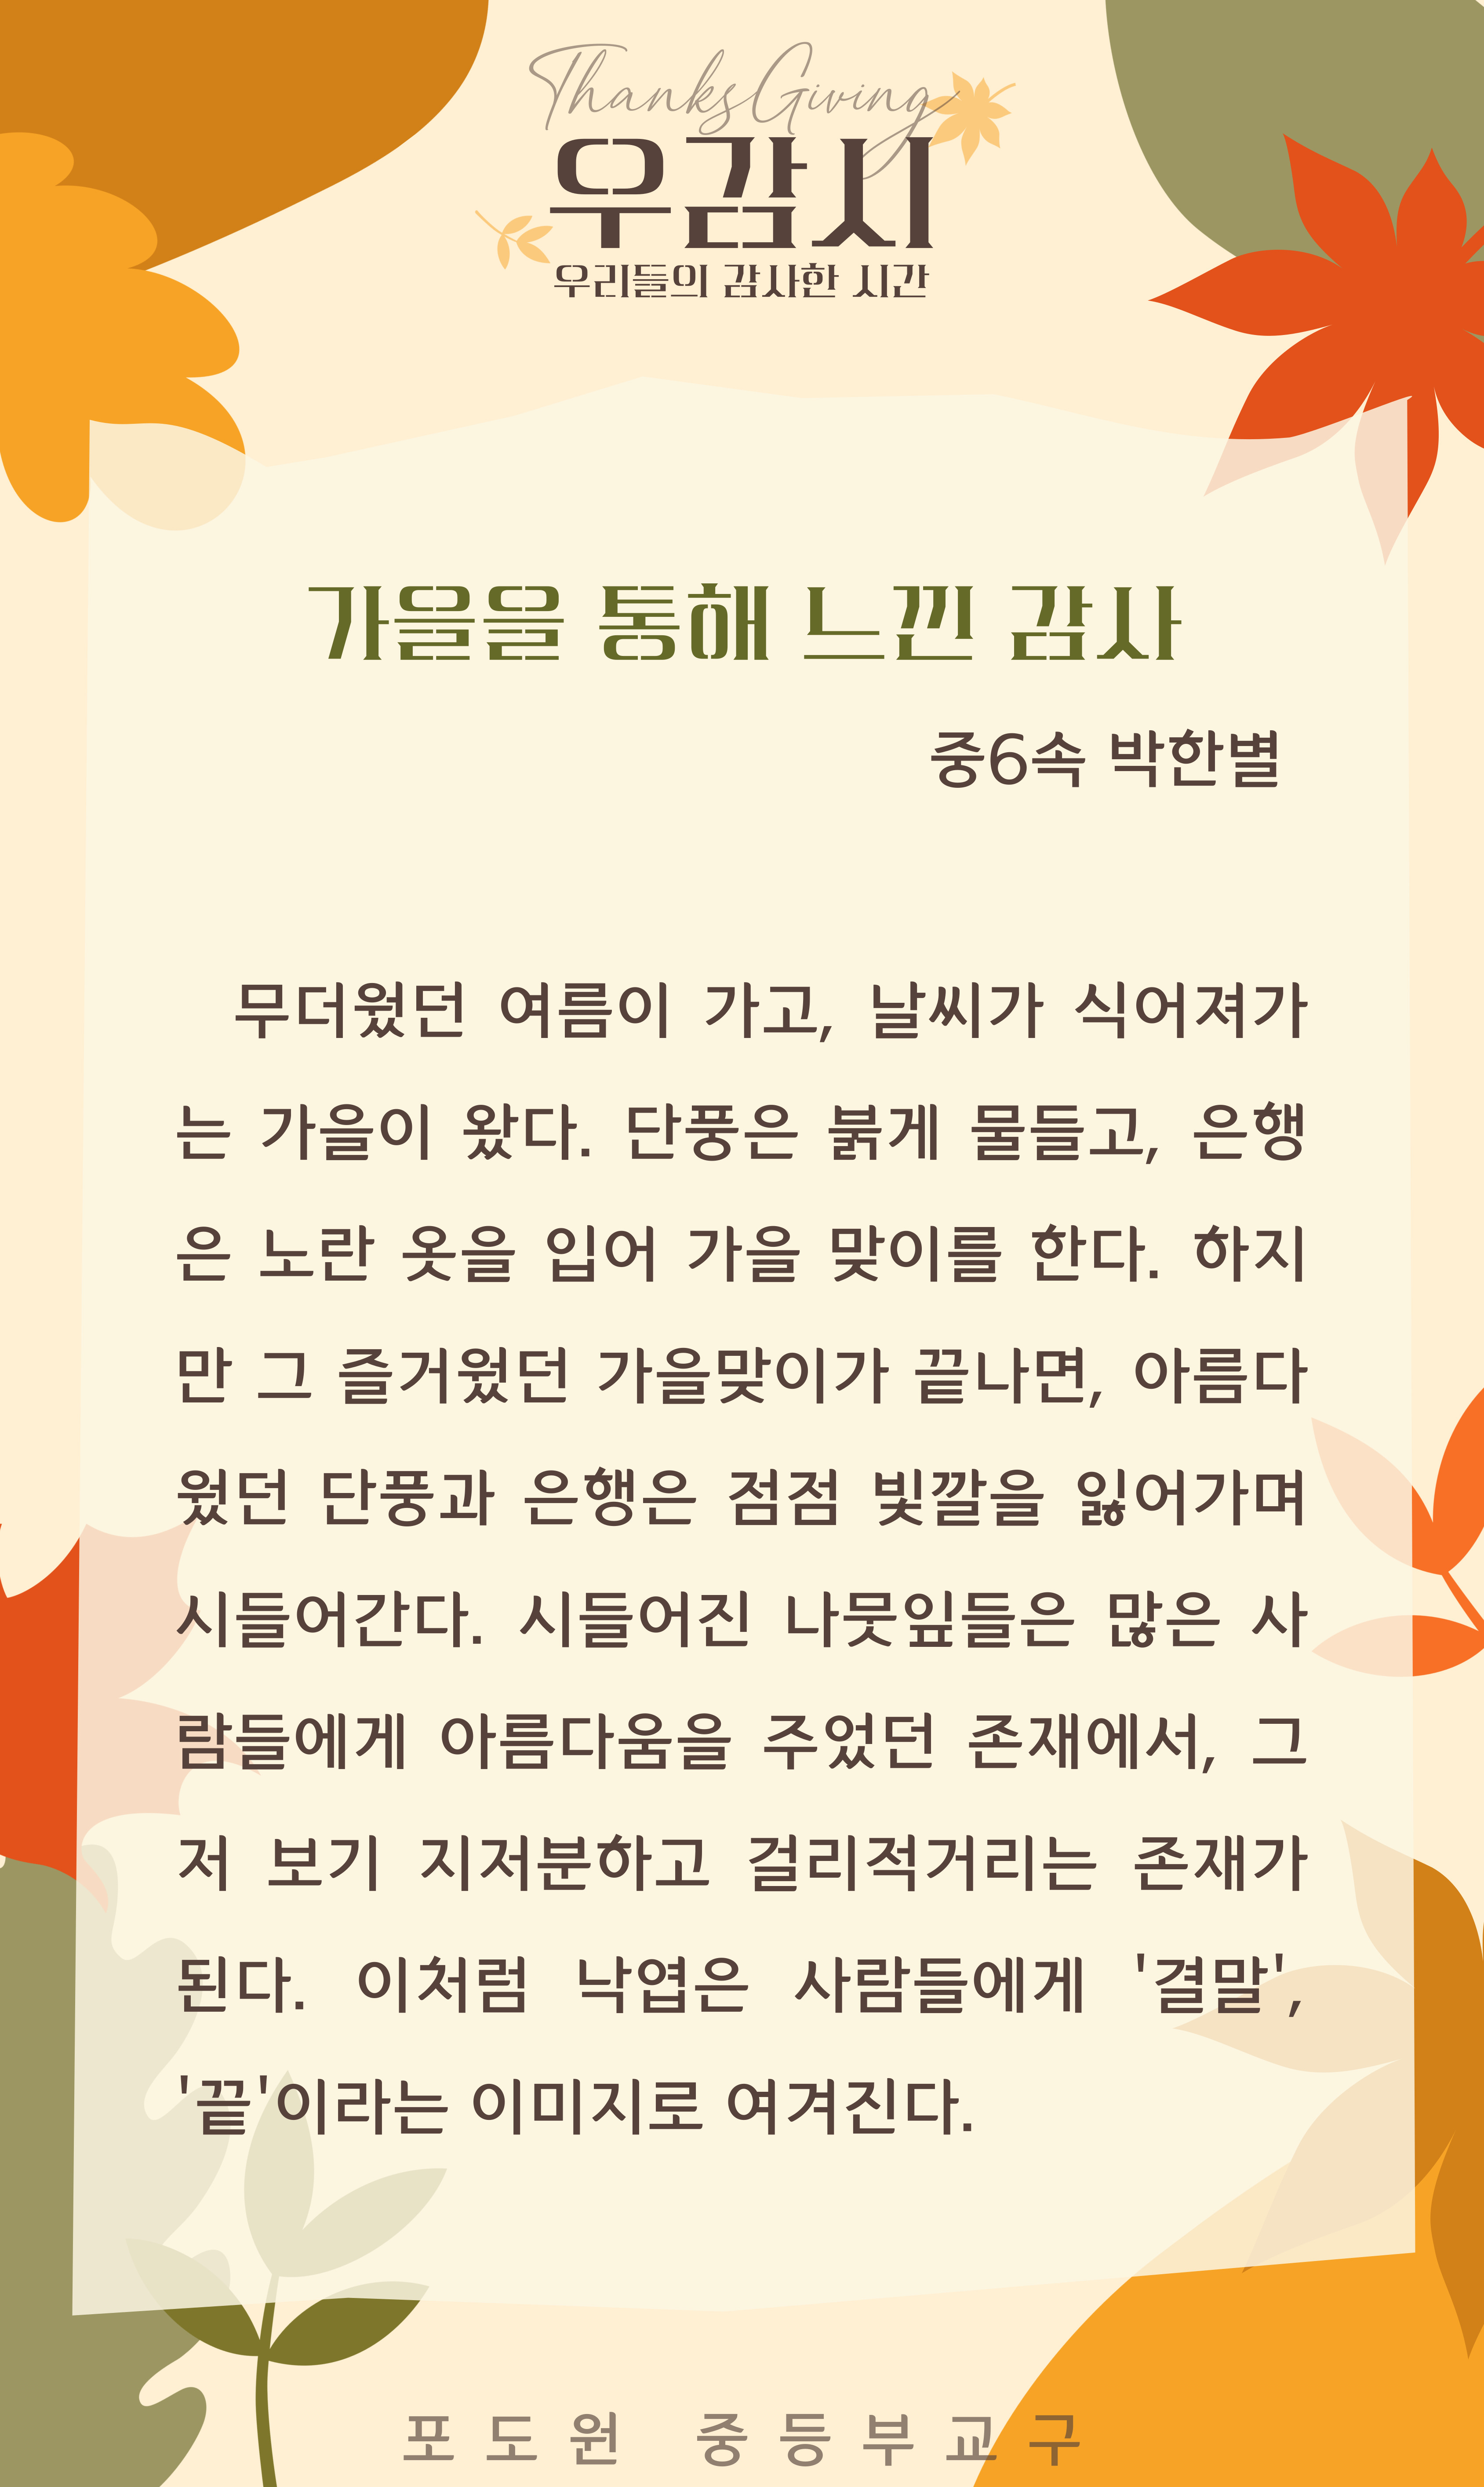 ThanksGiving
우감시
우리들의 감사한 시간
가을을 통해 느낀 감사
중6속 박한별
무더웠던 여름이 가고, 날씨가 식어져가
는 가을이 왔다. 단풍은 붉게 물들고, 은행
은 노란 옷을 입어 가을 맞이를 한다. 하지
만 그 즐거웠던 가을맞이가 끝나면, 아름다
웠던 단풍과 은행은 점점 빛깔을 잃어가며
시들어간다. 시들어진 나뭇잎들은 많은 사
람들에게 아름다움을 주었던 존재에서, 그
저 보기 지저분하고 걸리적거리는 존재가
된다. 이처럼 낙엽은 사람들에게 '결말',
'끝'이라는 이미지로 여겨진다.
포도원 중등부교구